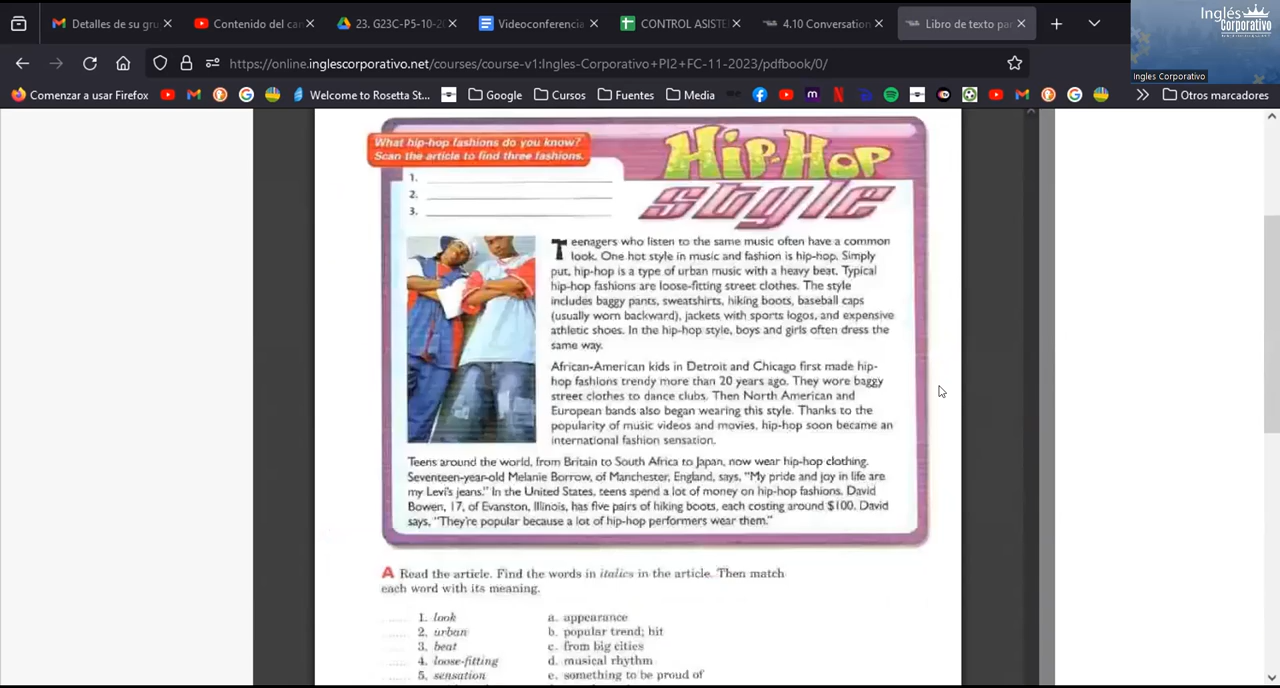 Detalles de su gru
Contenido del car
23. G23C-P5-10-2
Videoconferencia
CONTROL ASISTE
4.10 Conversation
Libro de texto par
Inglés
Corporativo
Ingles Corporativo
https://online.inglescorporativo.net/courses/course-v1:Ingles-Corporativo+PI2+FC-11-2023/pdfbook/0/
Comenzar a usar Firefox
Welcome to Rosetta St...
Google
Cursos
Fuentes
Media
Otros marcadores
What hip-hop fashions do you know?
Scan the article to find three fashions.
1.
2.
3.
Hip-Hop
style
Teenagers who listen to the same music often have a common
look. One hot style in music and fashion is hip-hop. Simply
put, hip-hop is a type of urban music with a heavy beat. Typical
hip-hop fashions are loose-fitting street clothes. The style
includes baggy pants, sweatshirts, hiking boots, baseball caps
(usually worn backward), jackets with sports logos, and expensive
athletic shoes. In the hip-hop style, boys and girls often dress the
same way.
African-American kids in Detroit and Chicago first made hip-
hop fashions trendy more than 20 years ago. They wore baggy
street clothes to dance clubs. Then North American and
European bands also began wearing this style. Thanks to the
popularity of music videos and movies, hip-hop soon became an
international fashion sensation.
Teens around the world, from Britain to South Africa to Japan, now wear hip-hop clothing.
Seventeen-year-old Melanie Borrow, of Manchester, England, says, "My pride and joy in life are
my Levi's jeans." In the United States, teens spend a lot of money on hip-hop fashions. David
Bowen, 17, of Evanston, Illinois, has five pairs of hiking boots, each costing around $100. David
says, "They're popular because a lot of hip-hop performers wear them."
A Read the article. Find the words in italics in the article. Then match
each word with its meaning.
1. look a. appearance
2. urban b. popular trend; hit
3. beat c. from big cities
4. loose-fitting d. musical rhythm
5. sensation e. something to be proud of